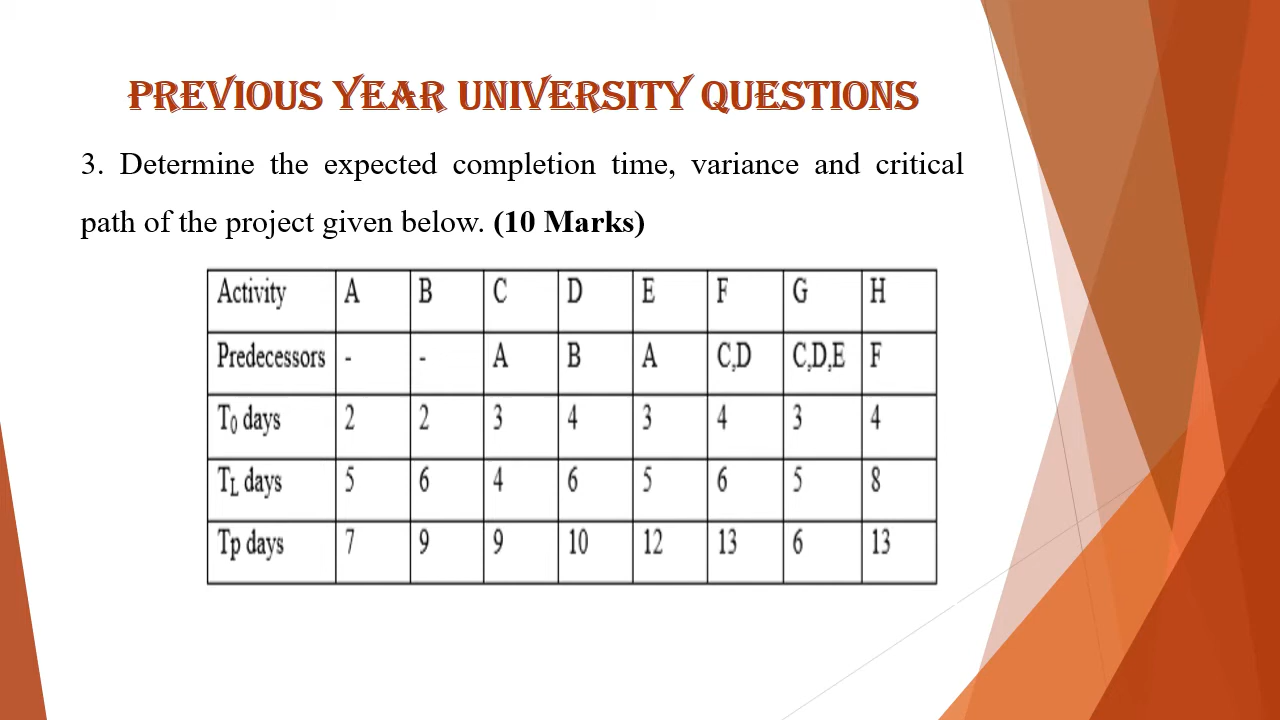 PREVIOUS YEAR UNIVERSITY QUESTIONS
3. Determine the expected completion time, variance and critical
path of the project given below. (10 Marks)
Activity A B C D E F G H
Predecessors - - A B A C,D C,D,E F
T0 days 2 2 3 4 3 4 3 4
TL days 5 6 4 6 5 6 5 8
Tp days 7 9 9 10 12 13 6 13